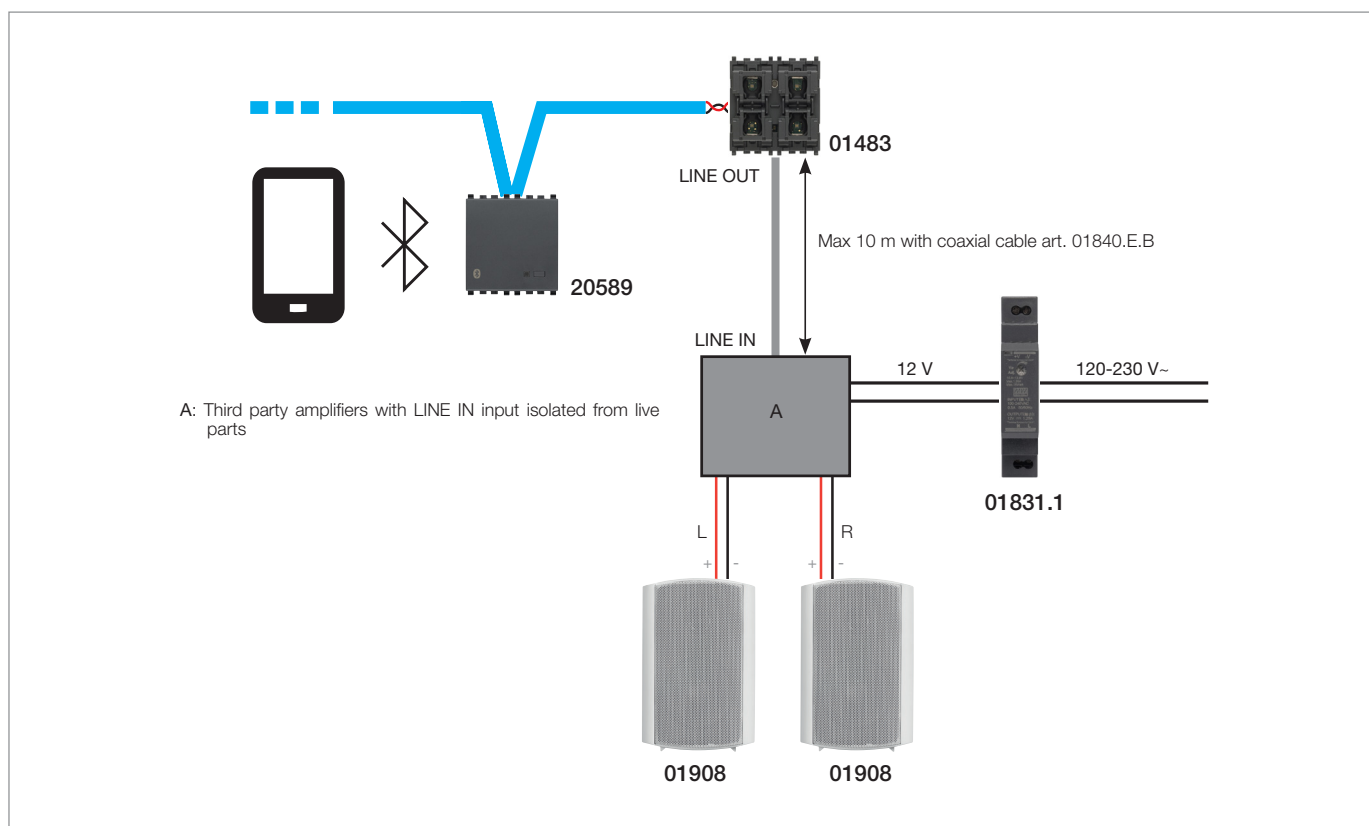 01483
LINE OUT
Max 10 m with coaxial cable art. 01840.E.B
20589
LINE IN
12 V
120-230 V~
A: Third party amplifiers with LINE IN input isolated from live
parts
A
01831.1
L
R
+ -
+ -
01908
01908